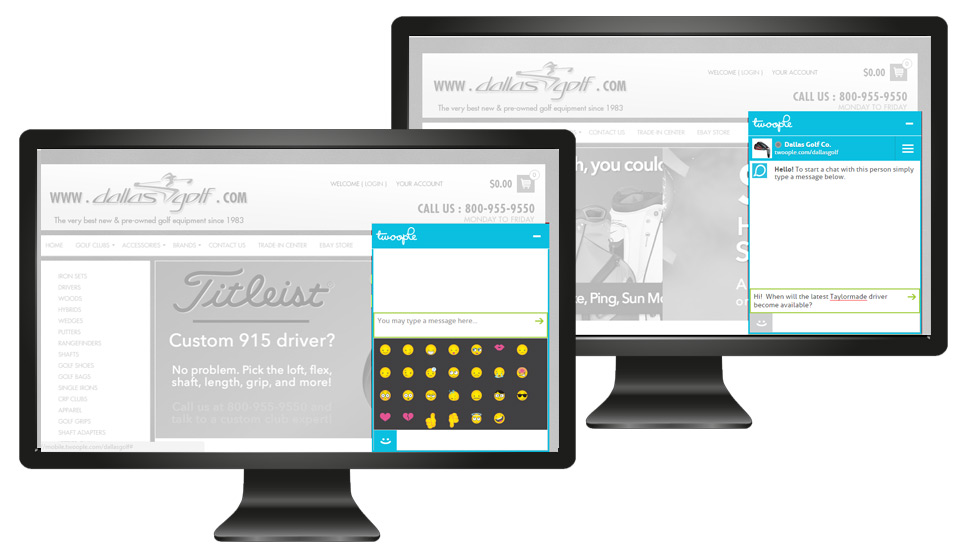 WWW.dallasgolf.COM
The very best new & pre-owned golf equipment since 1983
WELCOME ( LOGIN ) YOUR ACCOUNT
$0.00
0
CALL US : 800-955-9550
MONDAY TO FRIDAY
CONTACT US TRADE IN CENTER EBAY STORE
h, you could
ke, Ping, Sun M
twoople
Dallas Golf Co.
twoople.com/dallasgolf
Hello! To start a chat with this person simply
type a message below.
Hi! When will the latest Taylormade driver
become available?
WWW.dallasgolf.COM
The very best new & pre-owned golf equipment since 1983
WELCOME ( LOGIN ) YOUR ACCOUNT
$0.00
0
CALL US : 800-955-9550
MONDAY TO FRIDAY
HOME GOLF CLUBS ACCESSORIES BRANDS CONTACT US TRADE IN CENTER EBAY STORE
IRON SETS
DRIVERS
WOODS
HYBRIDS
WEDGES
PUTTERS
RANGEFINDERS
SHAFTS
GOLF SHOES
GOLF BAGS
SINGLE IRONS
CRP CLUBS
APPAREL
GOLF GRIPS
SHAFT ADAPTERS
Titleist
Custom 915 driver?
No problem. Pick the loft, flex,
shaft, length, grip, and more!
Call us at 800-955-9550 and
talk to a custom club expert!
twoople
You may type a message here...